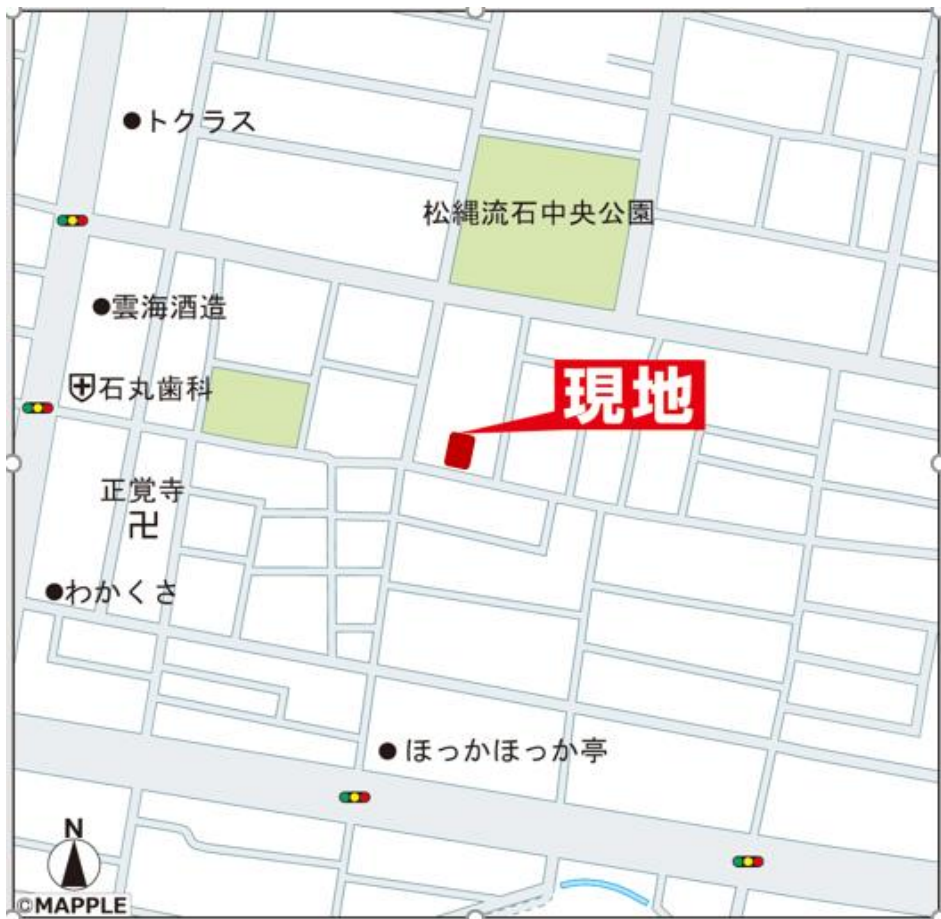 トクラス
松縄流石中央公園
雲海酒造
石丸歯科
現地
正覚寺
卍
わかくさ
ほっかほっか亭
N
©MAPPLE